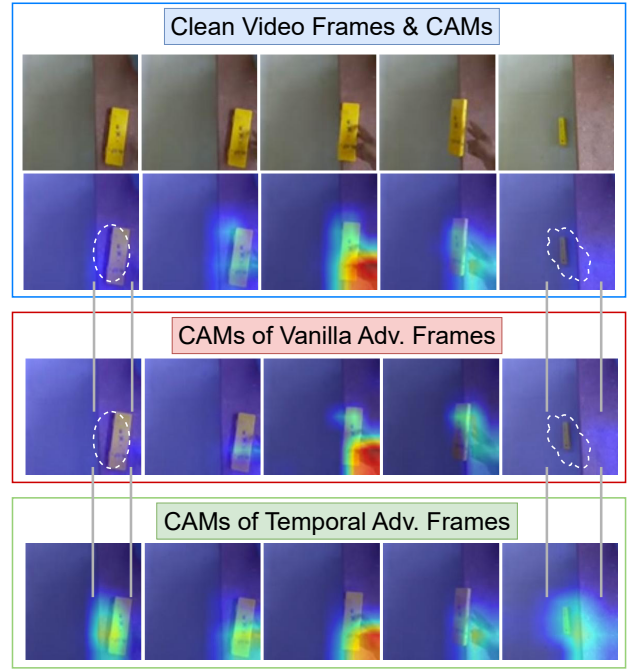 Clean Video Frames & CAMs
CAMs of Vanilla Adv. Frames
CAMs of Temporal Adv. Frames